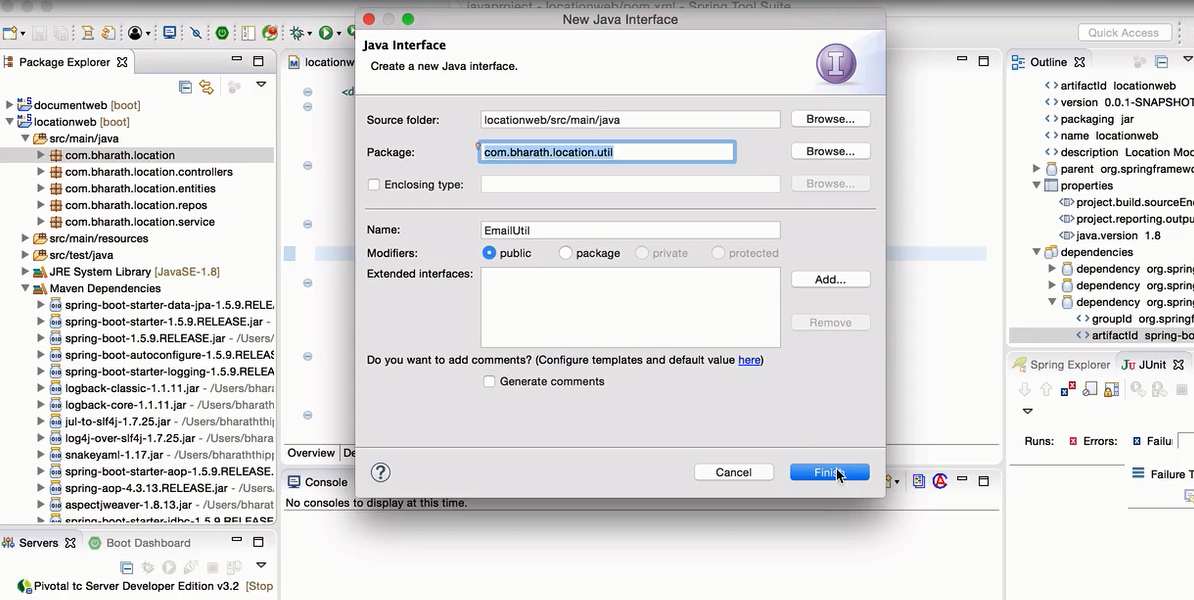 javaproject - locationweb/pom.xml - Spring Tool Suite
New Java Interface
Quick Access
Java Interface
Create a new Java interface.
Source folder: locationweb/src/main/java Browse...
Package: com.bharath.location.util Browse...
Enclosing type: Browse...
Name: EmailUtil
Modifiers: public package private protected
Extended interfaces: Add...
Remove
Do you want to add comments? (Configure templates and default value here)
Generate comments
? Cancel Finish
Package Explorer
documentweb [boot]
locationweb [boot]
src/main/java
com.bharath.location
com.bharath.location.controllers
com.bharath.location.entities
com.bharath.location.repos
com.bharath.location.service
src/main/resources
src/test/java
JRE System Library [JavaSE-1.8]
Maven Dependencies
spring-boot-starter-data-jpa-1.5.9.RELEA
spring-boot-starter-1.5.9.RELEASE.jar -
spring-boot-1.5.9.RELEASE.jar - /Users/
spring-boot-autoconfigure-1.5.9.RELEAS
spring-boot-starter-logging-1.5.9.RELEA
logback-classic-1.1.11.jar - /Users/bharat
logback-core-1.1.11.jar - /Users/bharath
jul-to-slf4j-1.7.25.jar - /Users/bharaththip
log4j-over-slf4j-1.7.25.jar - /Users/bhara
snakeyaml-1.17.jar - /Users/bharaththipp
spring-boot-starter-aop-1.5.9.RELEASE.j
spring-aop-4.3.13.RELEASE.jar - /Users/
aspectjweaver-1.8.13.jar - /Users/bharat
spring-boot-starter-jdbc-1.5.9.RELEASE.j
Servers Boot Dashboard
Pivotal tc Server Developer Edition v3.2 [Stop
locationw
<d
Overview De
Console
No consoles to display at this time.
Outline
artifactId locationweb
version 0.0.1-SNAPSHOT
packaging jar
name locationweb
description Location Mo
parent org.springframew
properties
project.build.sourceEn
project.reporting.outpu
java.version 1.8
dependencies
dependency org.sprin
dependency org.sprin
dependency org.sprin
groupId org.spring
artifactId spring-bo
Spring Explorer JUnit
Runs: Errors: Failu
Failure T